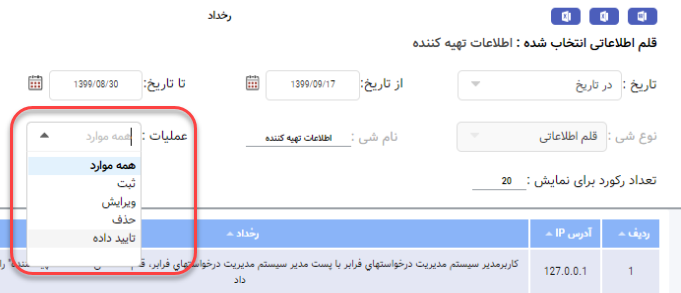 رخداد
قلم اطلاعاتی انتخاب شده : اطلاعات تهیه کننده
تاریخ : در تاریخ
از تاریخ: 1399/09/17
تا تاریخ: 1399/08/30
نوع شی : قلم اطلاعاتی
نام شی : اطلاعات تهیه کننده
عملیات : همه موارد
همه موارد
ثبت
ویرایش
حذف
تایید داده
تعداد رکورد برای نمایش : 20
ردیف آدرس IP رخداد
1 127.0.0.1 کاربرمدیر سیستم مدیریت درخواستهاي فرابر با پست مدیر سیستم مدیریت درخواستهاي فرابر،
داد